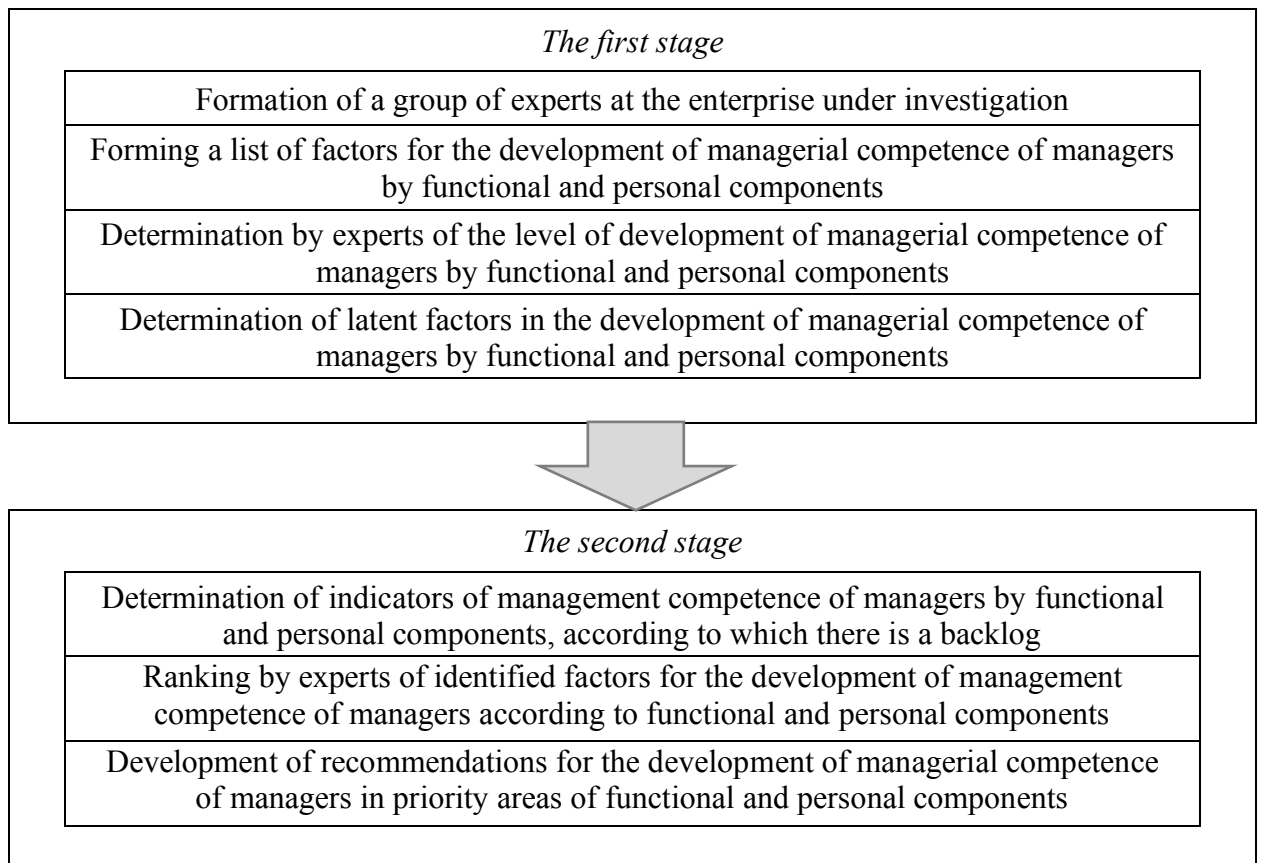 The first stage
Formation of a group of experts at the enterprise under investigation
Forming a list of factors for the development of managerial competence of managers
by functional and personal components
Determination by experts of the level of development of managerial competence of
managers by functional and personal components
Determination of latent factors in the development of managerial competence of
managers by functional and personal components
The second stage
Determination of indicators of management competence of managers by functional
and personal components, according to which there is a backlog
Ranking by experts of identified factors for the development of management
competence of managers according to functional and personal components
Development of recommendations for the development of managerial competence
of managers in priority areas of functional and personal components